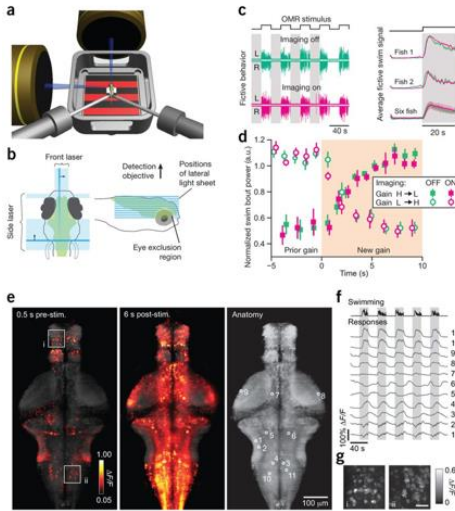 a
b
Front laser
Side laser
Detection objective
Positions of lateral light sheet
Eye exclusion region
c
OMR stimulus
Imaging off
L
R
Imaging on
L
R
Fictive behavior
40 s
Average fictive swim signal
Fish 1
Fish 2
Six fish
20 s
d
Normalized swim bout power (a.u.)
1.2
1.0
0.8
0.6
0.4
Imaging: OFF ON
Gain H → L
Gain L → H
Prior gain
New gain
−5
0
5
10
Time (s)
e
0.5 s pre-stim.
6 s post-stim.
Anatomy
i
ii
1.00
0.05
ΔF/F
100 μm
f
Swimming
Responses
100% ΔF/F
40 s
g
i
ii
0.6
0
ΔF/F